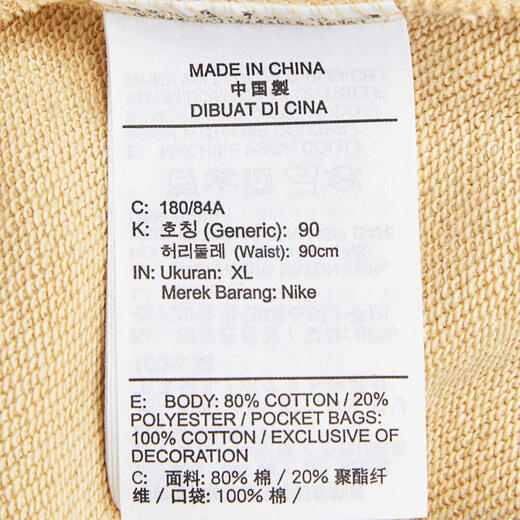 MADE IN CHINA
中国製
DIBUAT DI CINA
C: 180/84A
K: 호칭 (Generic): 90
허리둘레 (Waist): 90cm
IN: Ukuran: XL
Merek Barang: Nike
E: BODY: 80% COTTON / 20%
POLYESTER / POCKET BAGS:
100% COTTON / EXCLUSIVE OF
DECORATION
C: 面料: 80% 棉 / 20% 聚酯纤
维 / 口袋: 100% 棉 /